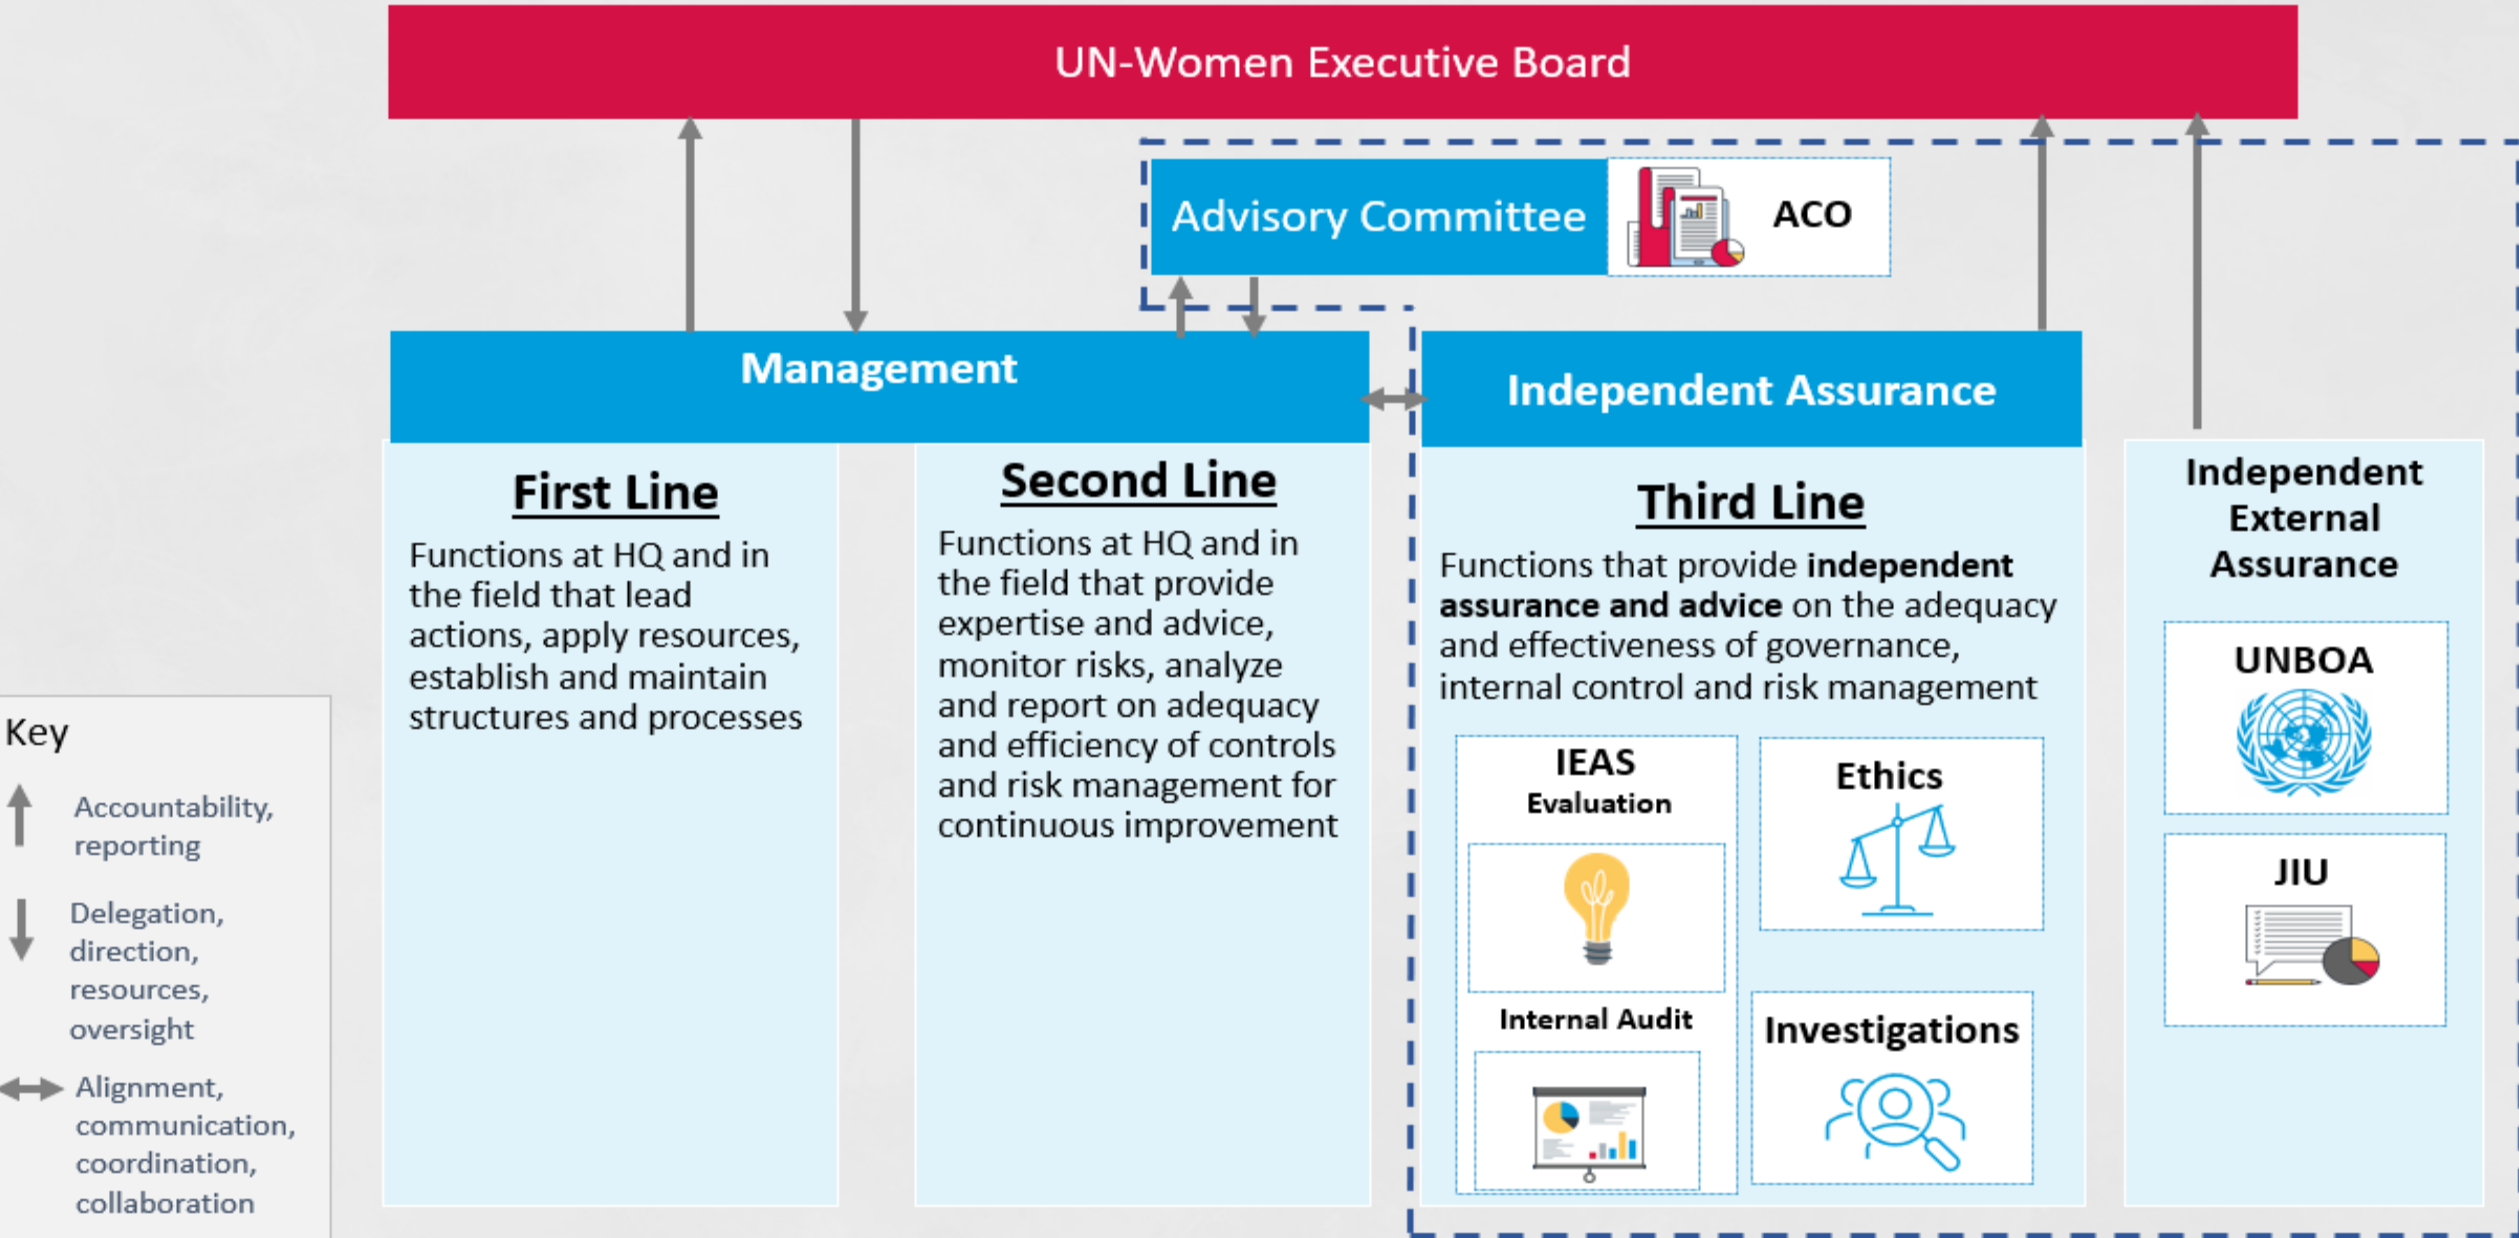 UN-Women Executive Board
Advisory Committee
ACO
Management
Independent Assurance
First Line
Functions at HQ and in
the field that lead
actions, apply resources,
establish and maintain
structures and processes
Second Line
Functions at HQ and in
the field that provide
expertise and advice,
monitor risks, analyze
and report on adequacy
and efficiency of controls
and risk management for
continuous improvement
Third Line
Functions that provide independent
assurance and advice on the adequacy
and effectiveness of governance,
internal control and risk management
IEAS
Evaluation
Internal Audit
Ethics
Investigations
Independent
External
Assurance
UNBOA
JIU
Key
Accountability,
reporting
Delegation,
direction,
resources,
oversight
Alignment,
communication,
coordination,
collaboration